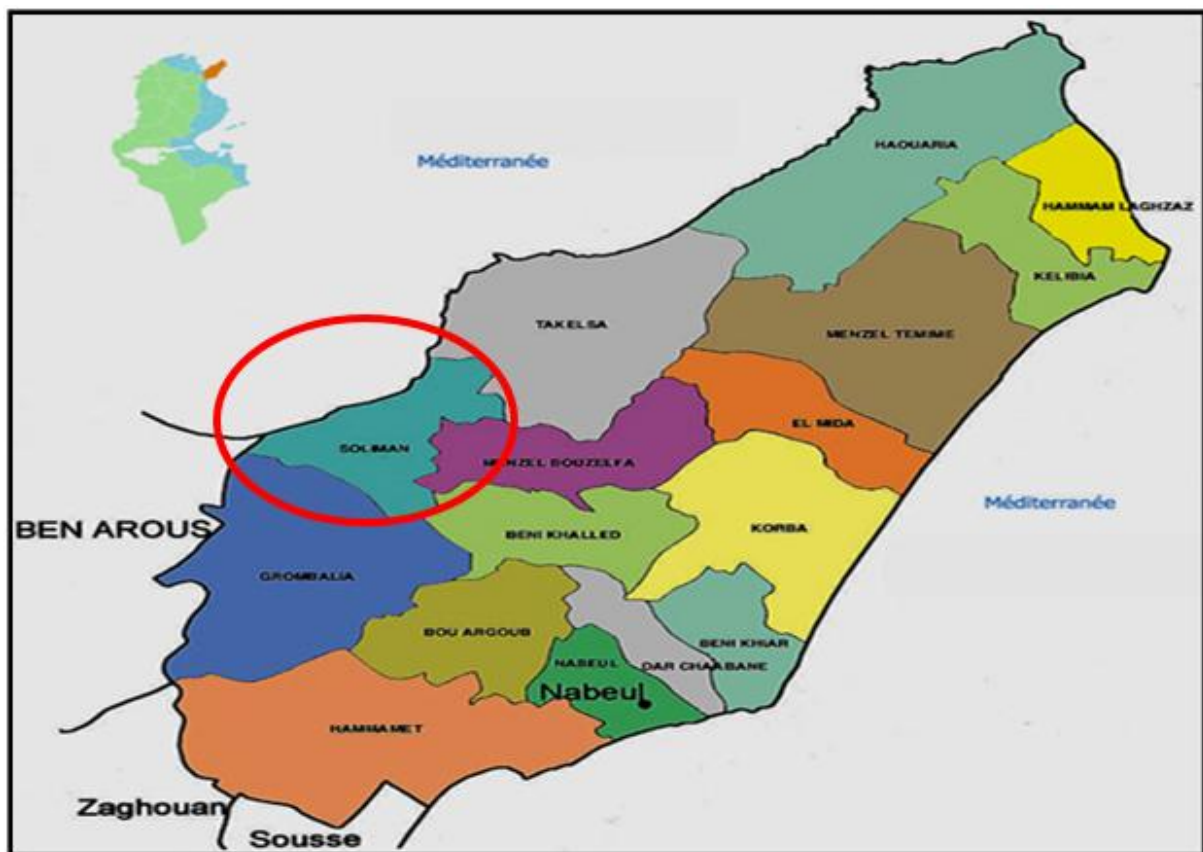 Méditerranée
HAOUARIA
HAMMAM LAGHZAZ
KELIBIA
TAKELSA
MENZEL TEMIME
EL MIDA
SOLIMAN
MENZEL BOUZELFA
Méditerranée
BEN AROUS
BENI KHALLED
KORBA
GROMBALIA
BOU ARGOUB
BENI KHIAR
NABEUL
DAR CHAABANE
Nabeul
HAMMAMET
Zaghouan
Sousse